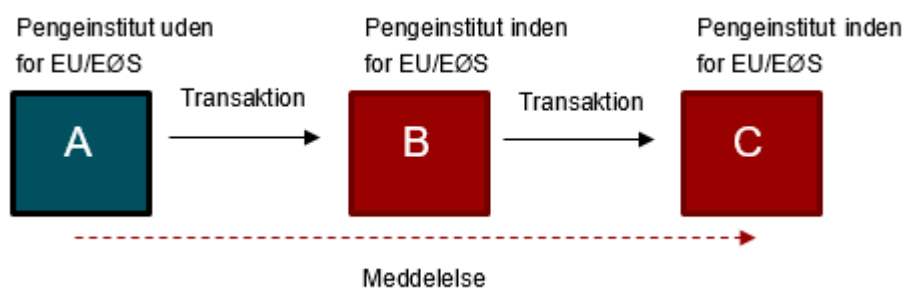 Pengeinstitut uden
for EU/EØS
Pengeinstitut inden
for EU/EØS
Pengeinstitut inden
for EU/EØS
Transaktion
Transaktion
A
B
C
Meddelelse